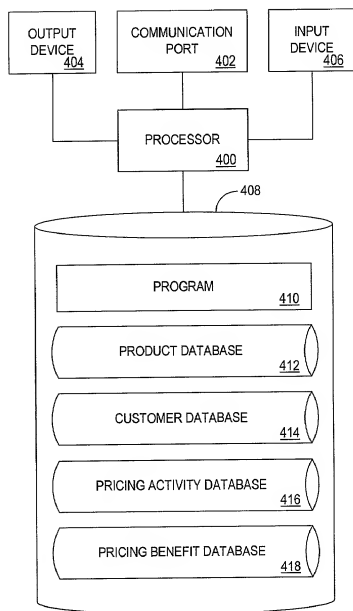 OUTPUT
DEVICE
404
COMMUNICATION
PORT
402
INPUT
DEVICE
406
PROCESSOR
400
408
PROGRAM
410
PRODUCT DATABASE
412
CUSTOMER DATABASE
414
PRICING ACTIVITY DATABASE
416
PRICING BENEFIT DATABASE
418